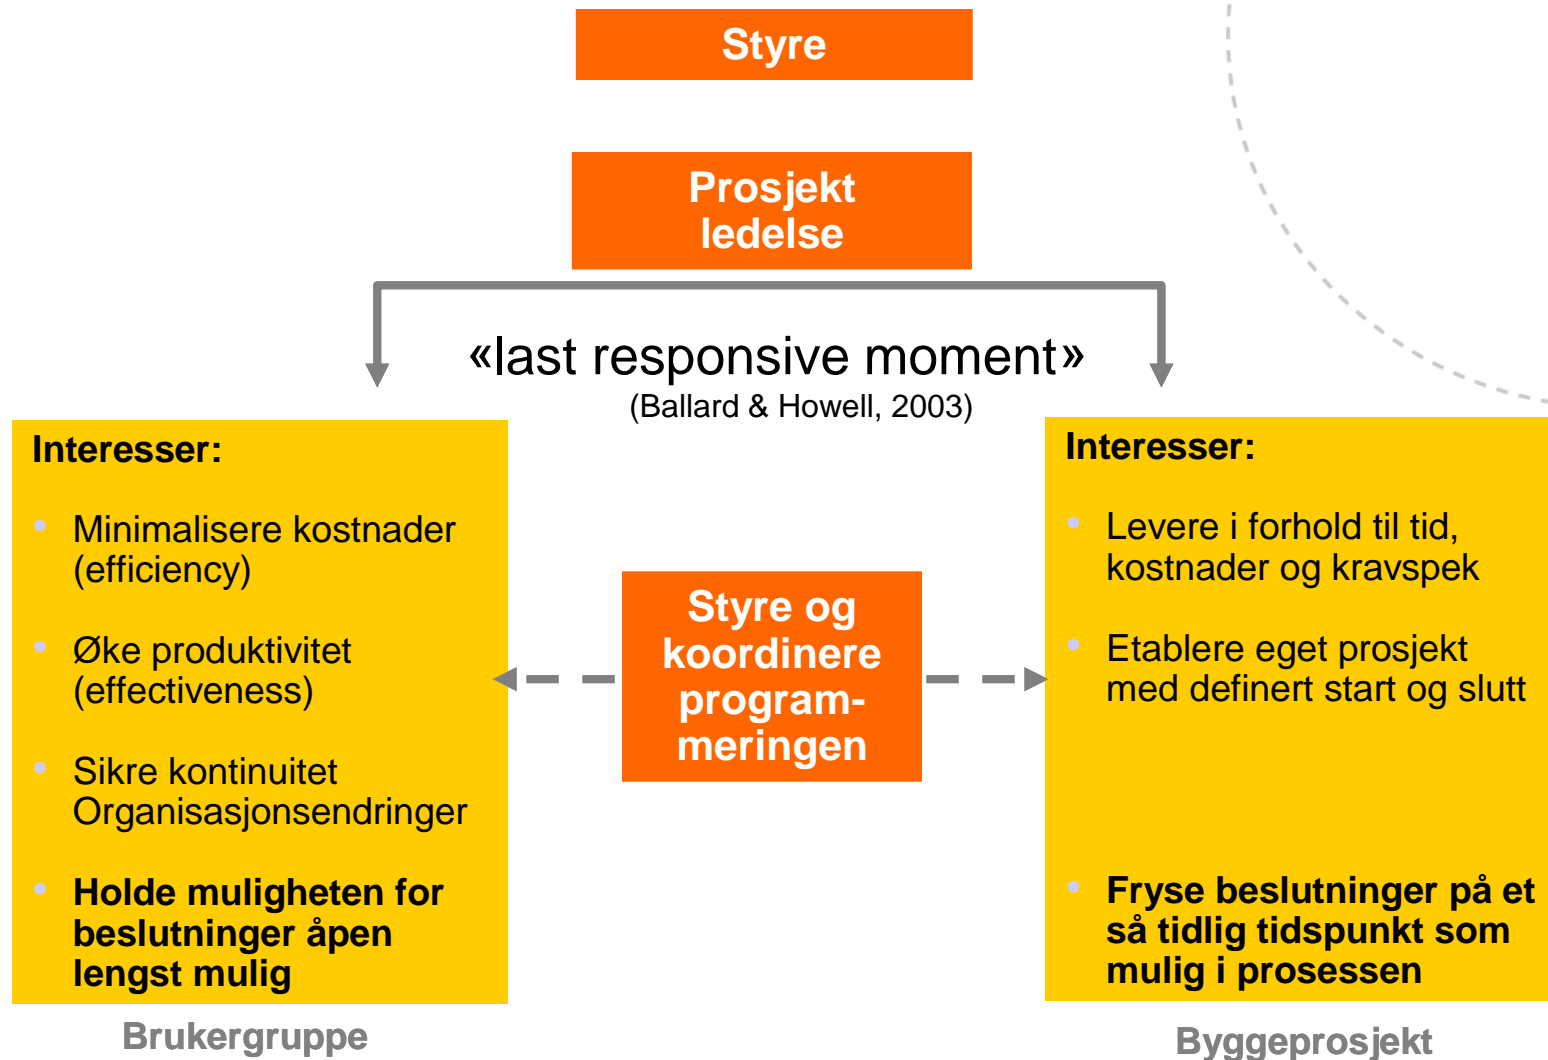 Styre
Prosjekt
ledelse
«last responsive moment»
(Ballard & Howell, 2003)
Interesser:
• Minimalisere kostnader
(efficiency)
• Øke produktivitet
(effectiveness)
• Sikre kontinuitet
Organisasjonsendringer
• Holde muligheten for
beslutninger åpen
lengst mulig
Brukergruppe
Styre og
koordinere
program-
meringen
Interesser:
• Levere i forhold til tid,
kostnader og kravspek
• Etablere eget prosjekt
med definert start og slutt
• Fryse beslutninger på et
så tidlig tidspunkt som
mulig i prosessen
Byggeprosjekt